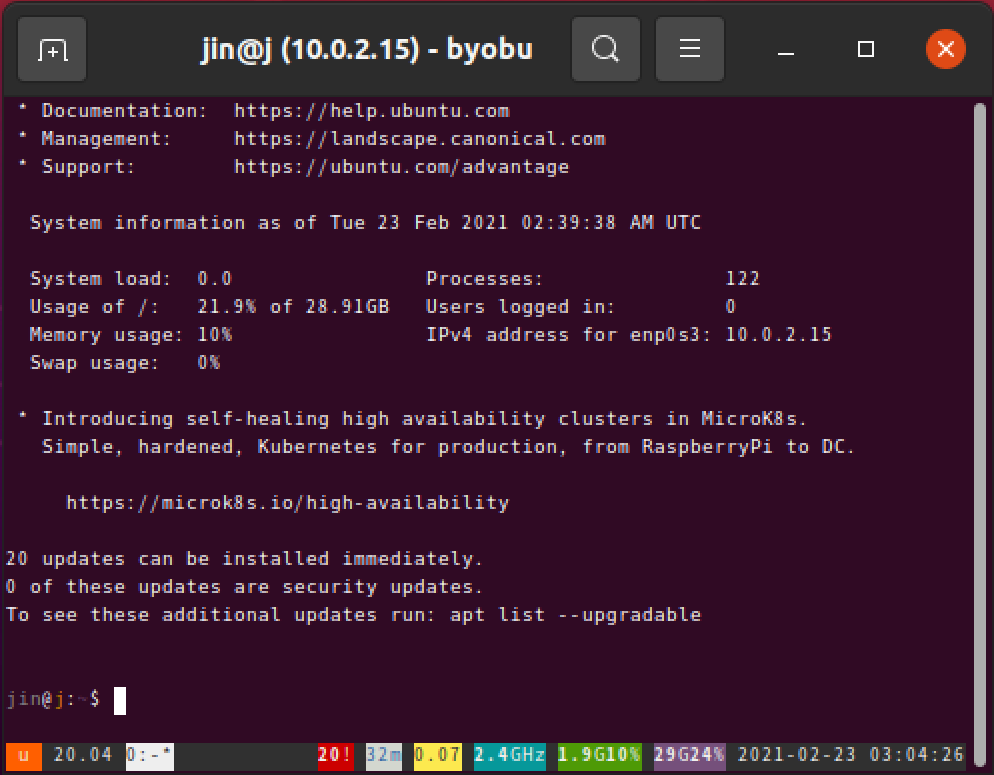 jin@j (10.0.2.15) - byobu
* Documentation: https://help.ubuntu.com
* Management: https://landscape.canonical.com
* Support: https://ubuntu.com/advantage
System information as of Tue 23 Feb 2021 02:39:38 AM UTC
System load: 0.0 Processes: 122
Usage of /: 21.9% of 28.91GB Users logged in: 0
Memory usage: 10% IPv4 address for enp0s3: 10.0.2.15
Swap usage: 0%
* Introducing self-healing high availability clusters in MicroK8s.
Simple, hardened, Kubernetes for production, from RaspberryPi to DC.
https://microk8s.io/high-availability
20 updates can be installed immediately.
0 of these updates are security updates.
To see these additional updates run: apt list --upgradable
jin@j:~$
u 20.04 0:-* 20! 32m 0.07 2.4GHz 1.9G10% 29G24% 2021-02-23 03:04:26